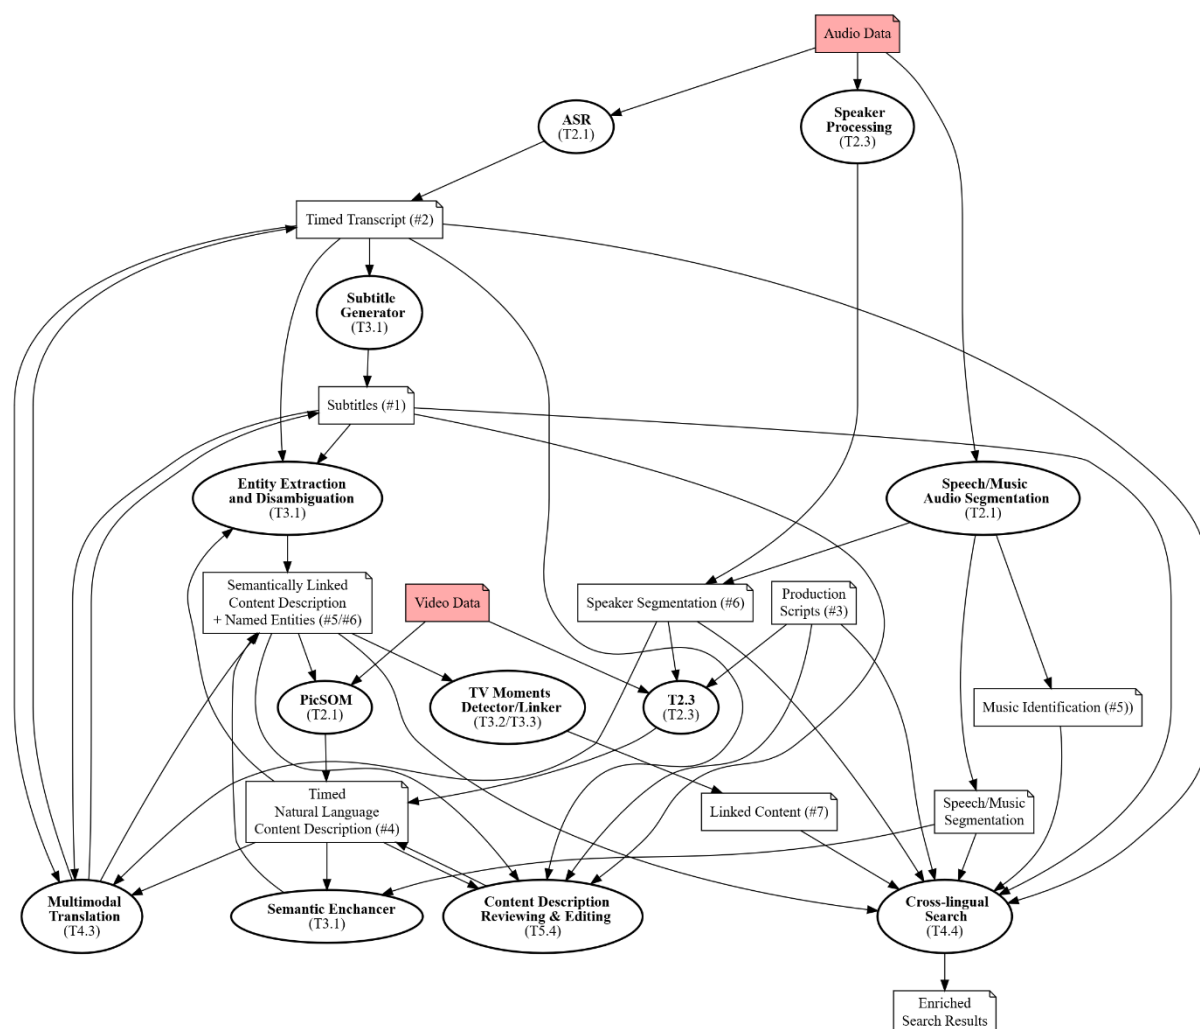 Audio Data
ASR
(T2.1)
Speaker
Processing
(T2.3)
Timed Transcript (#2)
Subtitle
Generator
(T3.1)
Subtitles (#1)
Entity Extraction
and Disambiguation
(T3.1)
Speech/Music
Audio Segmentation
(T2.1)
Semantically Linked
Content Description
+ Named Entities (#5/#6)
Video Data
Speaker Segmentation (#6)
Production
Scripts (#3)
PicSOM
(T2.1)
TV Moments
Detector/Linker
(T3.2/T3.3)
T2.3
(T2.3)
Music Identification (#5))
Timed
Natural Language
Content Description (#4)
Linked Content (#7)
Speech/Music
Segmentation
Multimodal
Translation
(T4.3)
Semantic Enchancer
(T3.1)
Content Description
Reviewing & Editing
(T5.4)
Cross-lingual
Search
(T4.4)
Enriched
Search Results